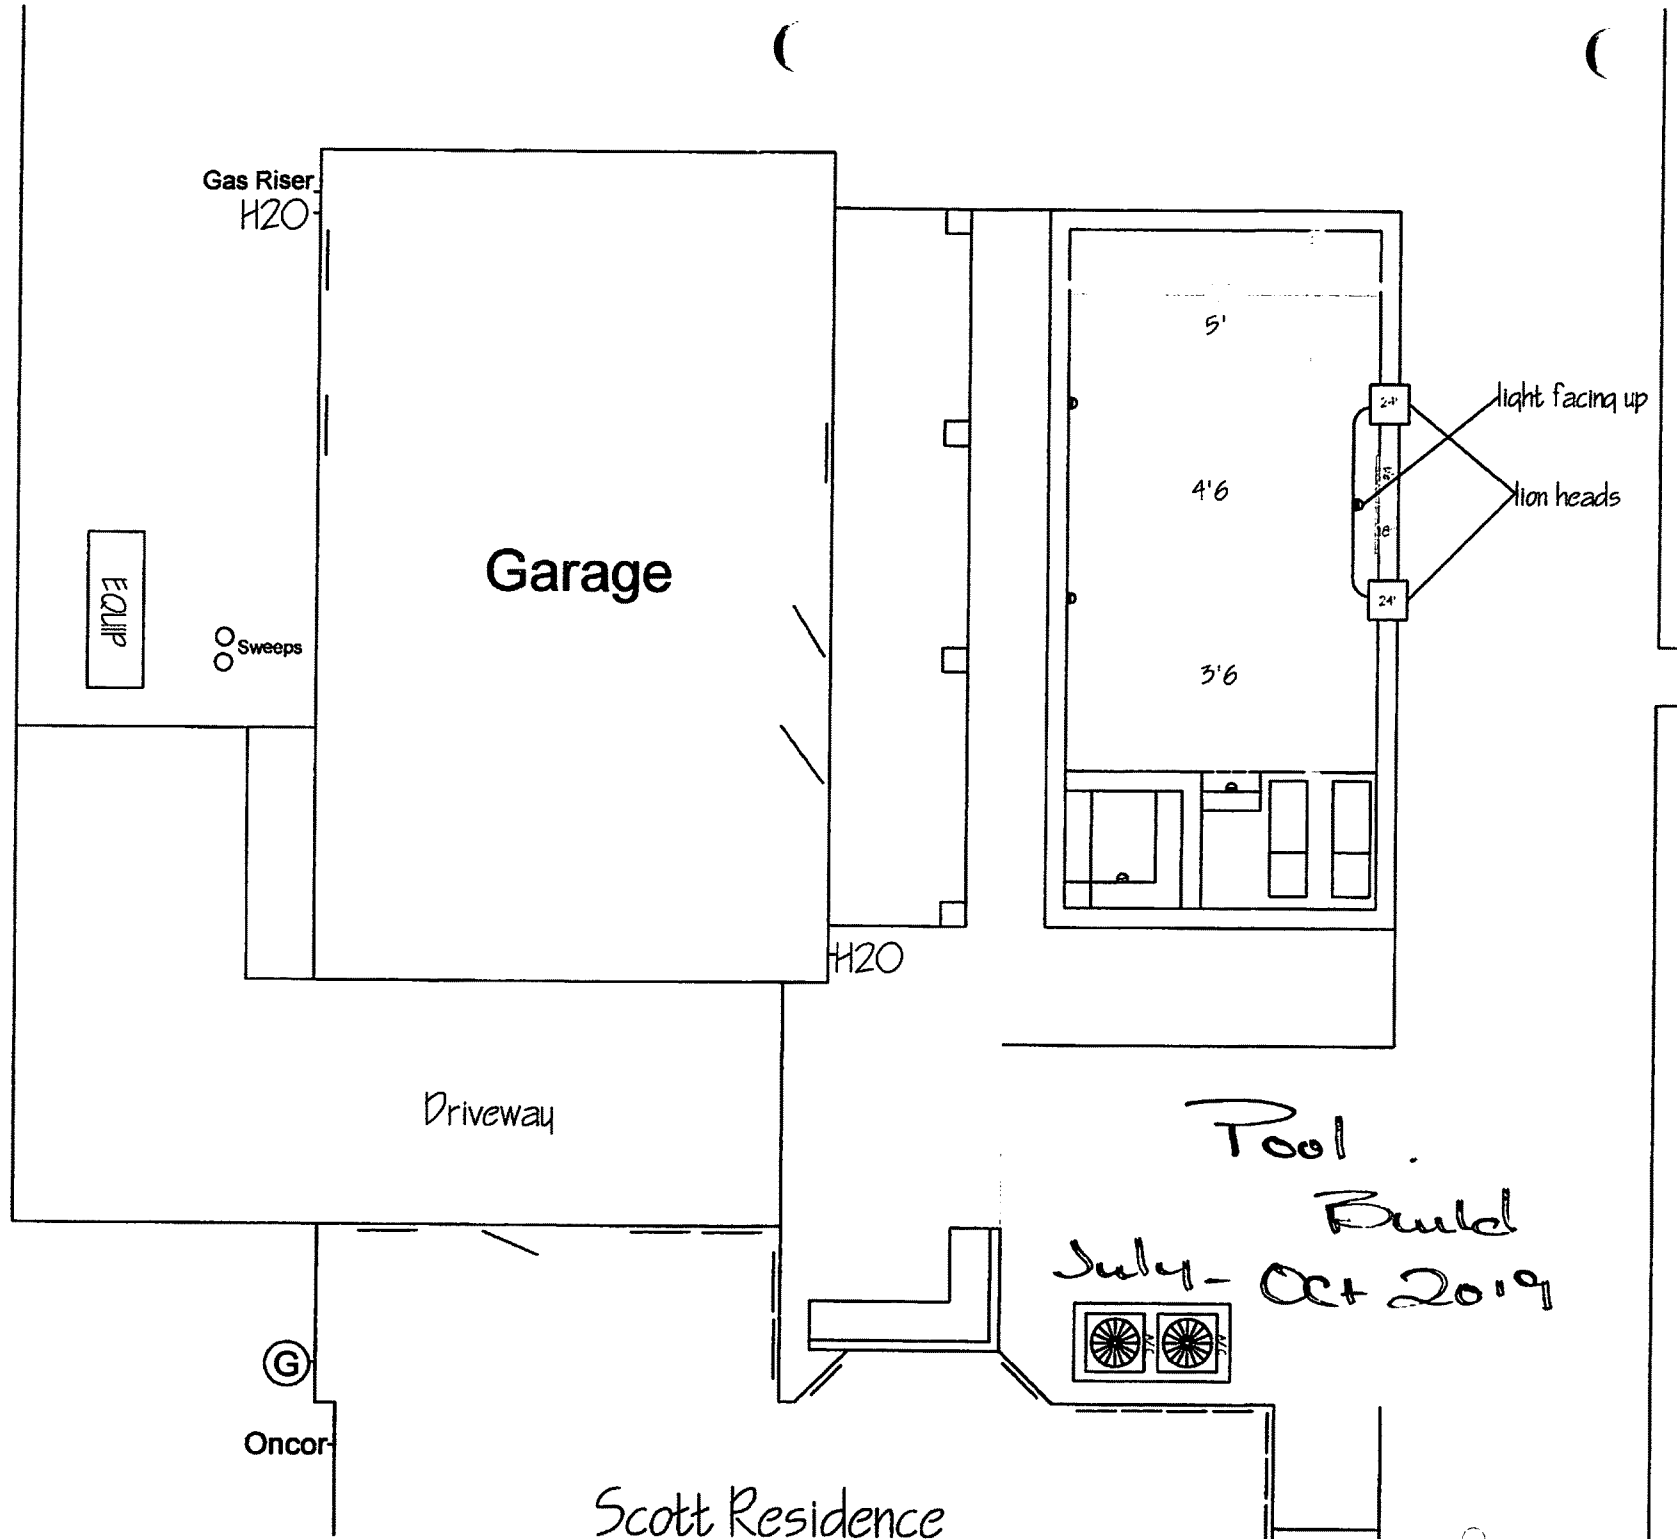 Gas Riser
H2O
5'
light facing up
24'
4'6
18
lion heads
Garage
EQUIP
24'
Sweeps
3'6
H2O
Driveway
Pool
Build
July - Oct 2019
A/C
A/C
G
Oncor
Scott Residence